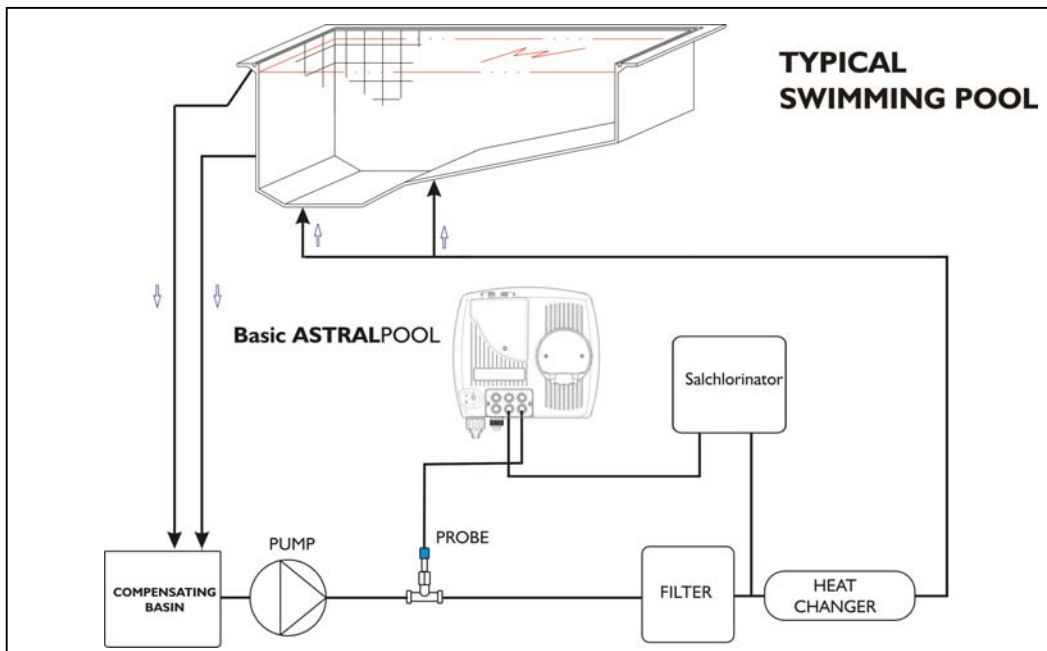 TYPICAL
SWIMMING POOL
Basic ASTRALPOOL
Salchlorinator
PUMP
PROBE
COMPENSATING
BASIN
FILTER
HEAT
CHANGER